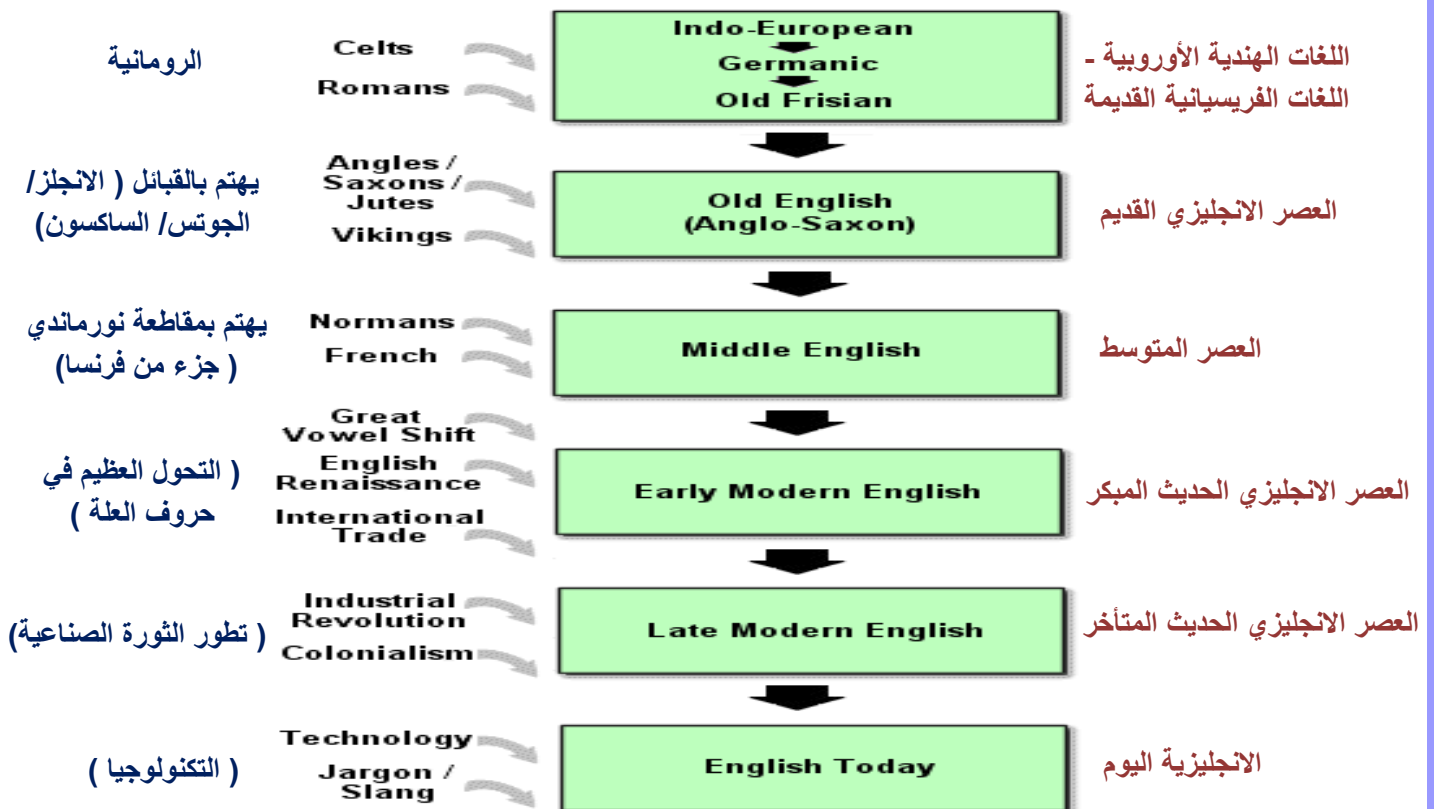 الرومانية
Celts
Romans
Indo-European
Germanic
Old Frisian
اللغات الهندية الأوروبية -
اللغات الفريسيانية القديمة
يهتم بالقبائل ( الانجلز/
الجوتس/ الساكسون)
Angles /
Saxons /
Jutes
Vikings
Old English
(Anglo-Saxon)
العصر الانجليزي القديم
يهتم بمقاطعة نورماندي
( جزء من فرنسا)
Normans
French
Middle English
العصر المتوسط
( التحول العظيم في
حروف العلة )
Great
Vowel Shift
English
Renaissance
International
Trade
Early Modern English
العصر الانجليزي الحديث المبكر
( تطور الثورة الصناعية)
Industrial
Revolution
Colonialism
Late Modern English
العصر الانجليزي الحديث المتأخر
( التكنولوجيا )
Technology
Jargon /
Slang
English Today
الانجليزية اليوم